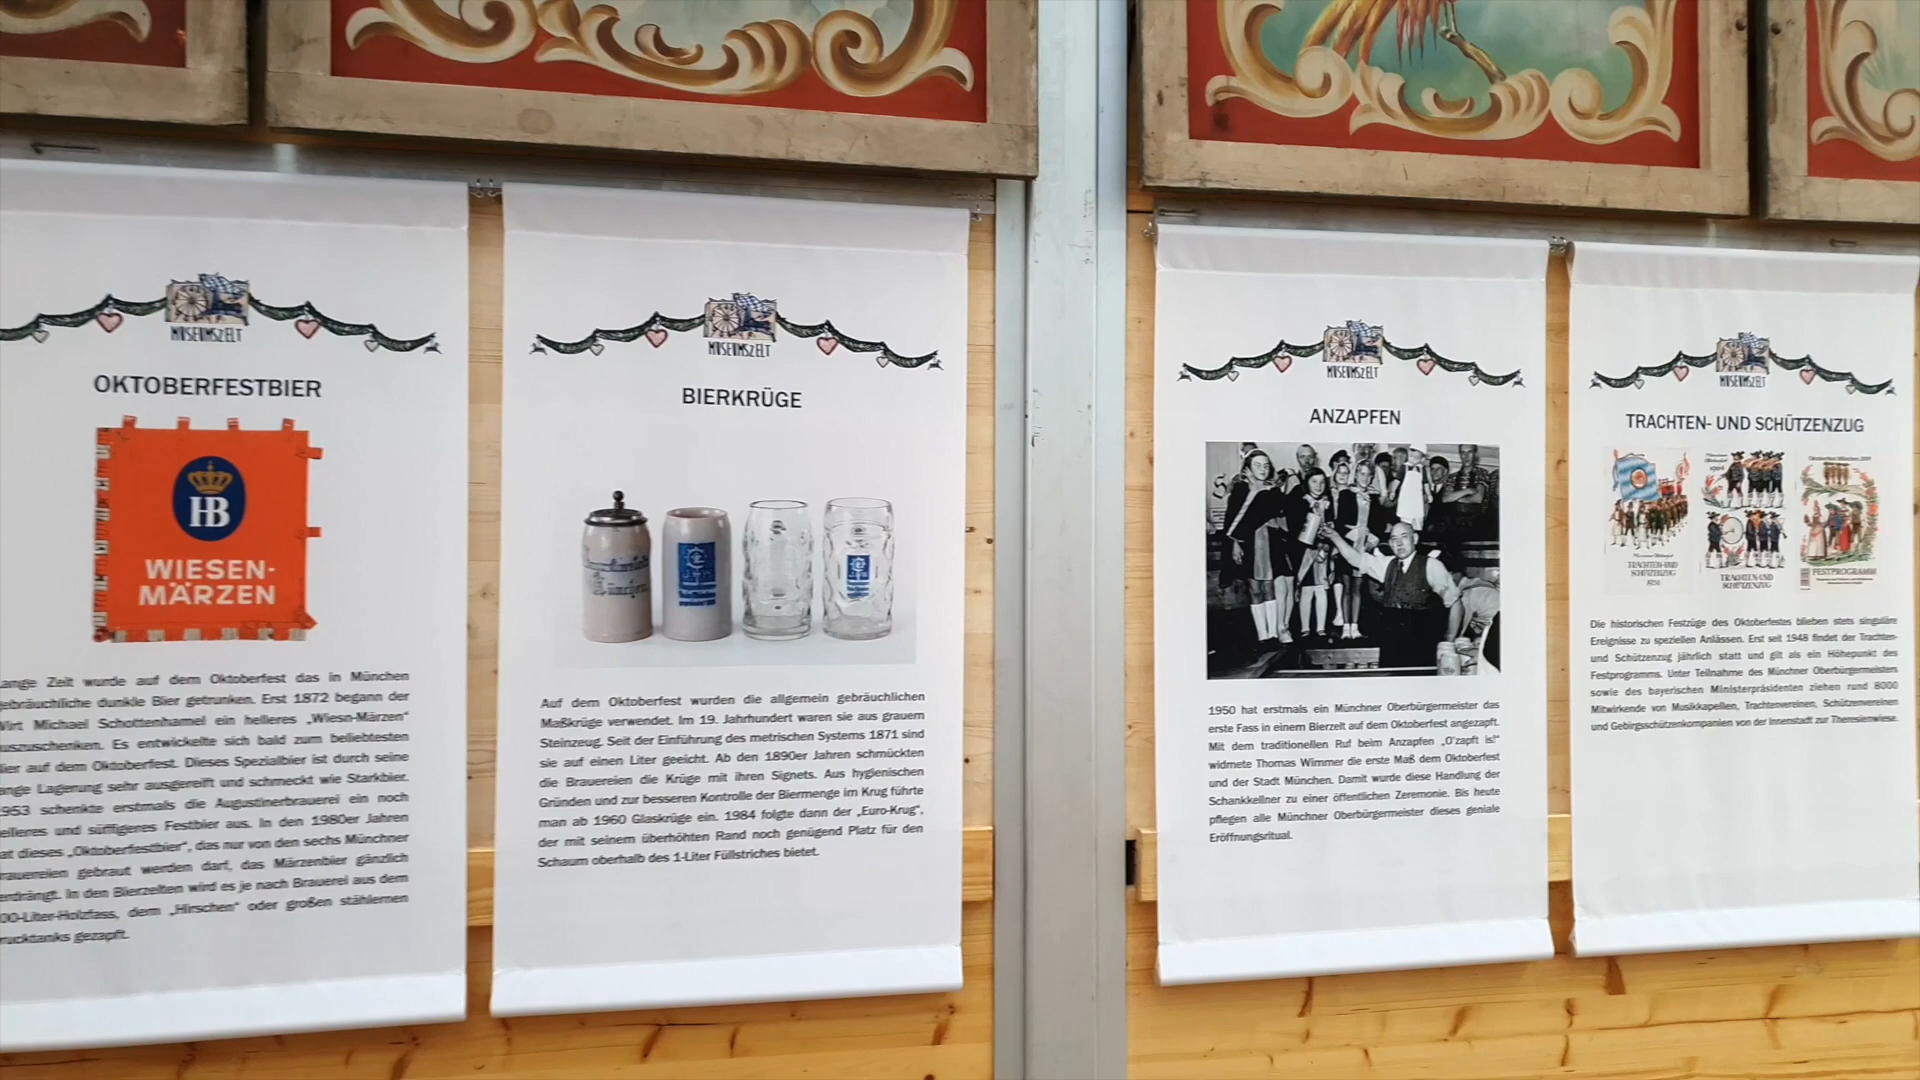 MUSEUMSZELT
OKTOBERFESTBIER
HB
WIESEN-
MÄRZEN
ange Zeit wurde auf dem Oktoberfest das in München
gebräuchliche dunkle Bier getrunken. Erst 1872 begann der
Wirt Michael Schottenhamel ein helleres „Wiesn-Märzen“
uszuschenken. Es entwickelte sich bald zum beliebtesten
ier auf dem Oktoberfest. Dieses Spezialbier ist durch seine
ange Lagerung sehr ausgereift und schmeckt wie Starkbier.
1953 schenkte erstmals die Augustinerbrauerei ein noch
elleres und süffigeres Festbier aus. In den 1980er Jahren
at dieses „Oktoberfestbier“, das nur von den sechs Münchner
rauereien gebraut werden darf, das Märzenbier gänzlich
erdrängt. In den Bierzelten wird es je nach Brauerei aus dem
00-Liter-Holzfass, dem „Hirschen“ oder großen stählernen
rucktanks gezapft.
MUSEUMSZELT
BIERKRÜGE
München
Auf dem Oktoberfest wurden die allgemein gebräuchlichen
Maßkrüge verwendet. Im 19. Jahrhundert waren sie aus grauem
Steinzeug. Seit der Einführung des metrischen Systems 1871 sind
sie auf einen Liter geeicht. Ab den 1890er Jahren schmückten
die Brauereien die Krüge mit ihren Signets. Aus hygienischen
Gründen und zur besseren Kontrolle der Biermenge im Krug führte
man ab 1960 Glaskrüge ein. 1984 folgte dann der „Euro-Krug“,
der mit seinem überhöhten Rand noch genügend Platz für den
Schaum oberhalb des 1-Liter Füllstriches bietet.
MUSEUMSZELT
ANZAPFEN
1950 hat erstmals ein Münchner Oberbürgermeister das
erste Fass in einem Bierzelt auf dem Oktoberfest angezapft.
Mit dem traditionellen Ruf beim Anzapfen „O'zapft is!“
widmete Thomas Wimmer die erste Maß dem Oktoberfest
und der Stadt München. Damit wurde diese Handlung der
Schankkellner zu einer öffentlichen Zeremonie. Bis heute
pflegen alle Münchner Oberbürgermeister dieses geniale
Eröffnungsritual.
MUSEUMSZELT
TRACHTEN- UND SCHÜTZENZUG
TRACHTEN-UND
SCHÜTZENZUG
TRACHTEN-UND
SCHÜTZENZUG
FESTPROGRAMM
Die historischen Festzüge des Oktoberfestes blieben stets singuläre
Ereignisse zu speziellen Anlässen. Erst seit 1948 findet der Trachten-
und Schützenzug jährlich statt und gilt als ein Höhepunkt des
Festprogramms. Unter Teilnahme des Münchner Oberbürgermeisters
sowie des bayerischen Ministerpräsidenten ziehen rund 8000
Mitwirkende von Musikkapellen, Trachtenvereinen, Schützenvereinen
und Gebirgsschützenkompanien von der Innenstadt zur Theresienwiese.